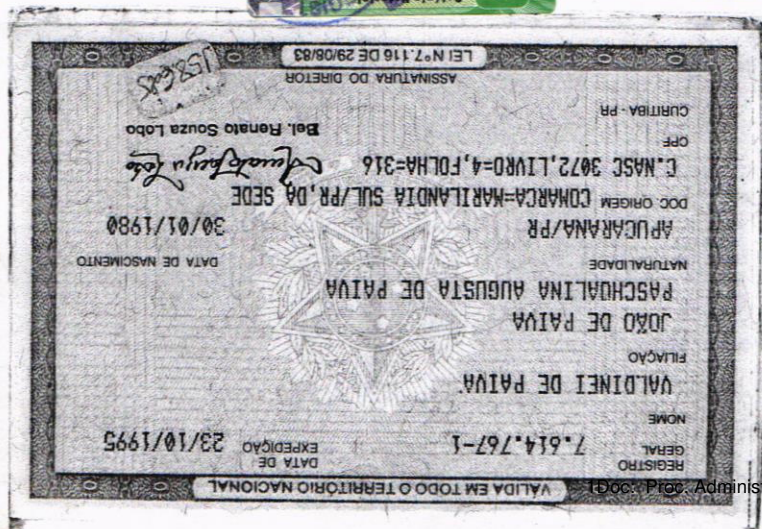 VÁLIDA EM TODO O TERRITÓRIO NACIONAL
REGISTRO GERAL 7.614.767-1 DATA DE EXPEDIÇÃO 23/10/1995
NOME
VALDINEI DE PAIVA
FILIAÇÃO
JOÃO DE PAIVA
PASCHOALINA AUGUSTA DE PAIVA
NATURALIDADE DATA DE NASCIMENTO
APUCARANA/PR 30/01/1980
DOC ORIGEM COMARCA=MARILANDIA SUL/PR, DA SEDE
C.NASC 3072,LIVRO=4,FOLHA=316
CPF
CURITIBA - PR
Bel. Renato Souza Lobo
ASSINATURA DO DIRETOR
LEI Nº 7.116 DE 29/08/83
1Doc: Proc. Adminis